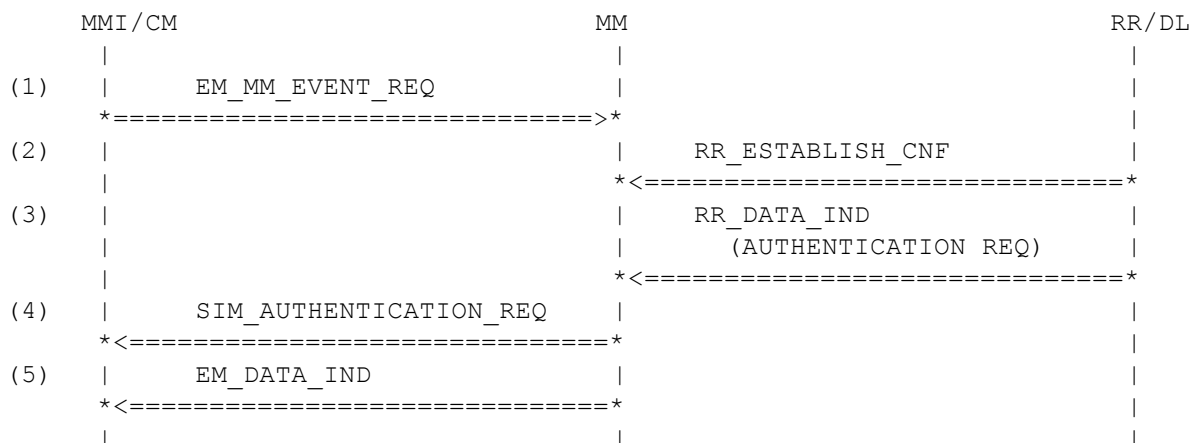 MMI/CM MM RR/DL
| | |
(1) | EM_MM_EVENT_REQ | |
*==============================>* |
(2) | | RR_ESTABLISH_CNF |
| *<==============================*
(3) | | RR_DATA_IND |
| | (AUTHENTICATION REQ) |
| *<==============================*
(4) | SIM_AUTHENTICATION_REQ | |
*<==============================* |
(5) | EM_DATA_IND | |
*<==============================* |
| | |